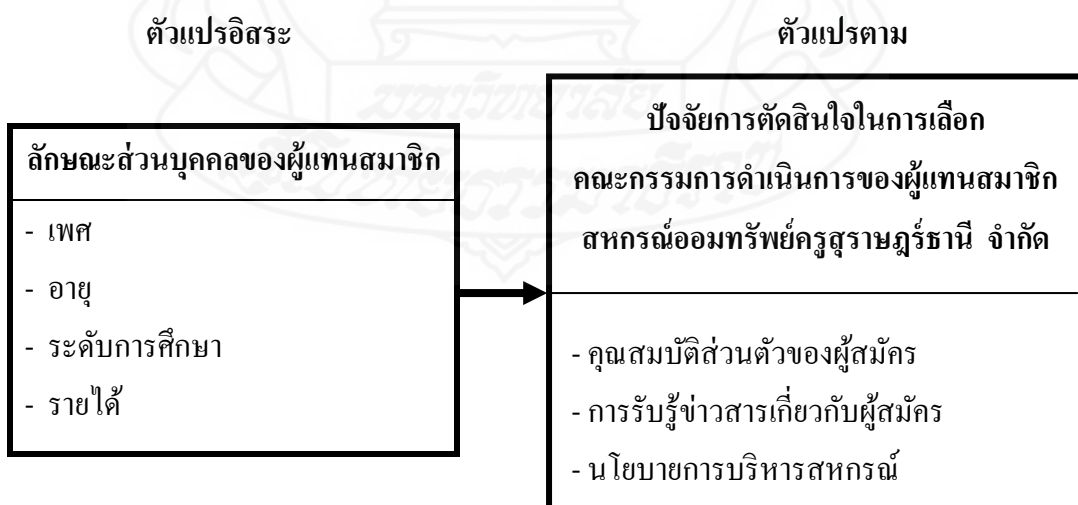 ตัวแปรอิสระ
ตัวแปรตาม
ลักษณะส่วนบุคคลของผู้แทนสมาชิก
- เพศ
- อายุ
- ระดับการศึกษา
- รายได้
ปัจจัยการตัดสินใจในการเลือก
คณะกรรมการดำเนินการของผู้แทนสมาชิก
สหกรณ์ออมทรัพย์ครูสุราษฎร์ธานี จำกัด
- คุณสมบัติส่วนตัวของผู้สมัคร
- การรับรู้ข่าวสารเกี่ยวกับผู้สมัคร
- นโยบายการบริหารสหกรณ์